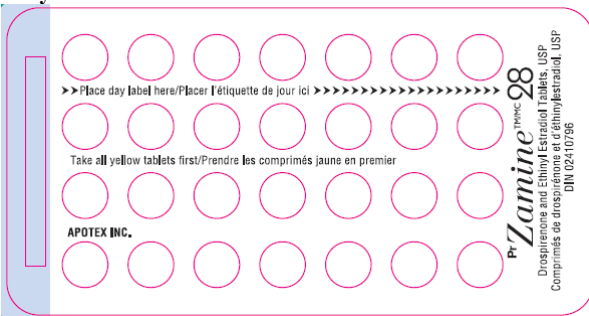 >>Place day label here/Placer l'étiquette de jour ici >>>>>>>>>>>>>>>>>>>>>
Take all yellow tablets first/Prendre les comprimés jaune en premier
APOTEX INC.
Pr Zamine TM/MC 28
Drospirenone and Ethinyl Estradiol Tablets, USP
Comprimés de drospirénone et d'éthinylestradiol, USP
DIN 02410796